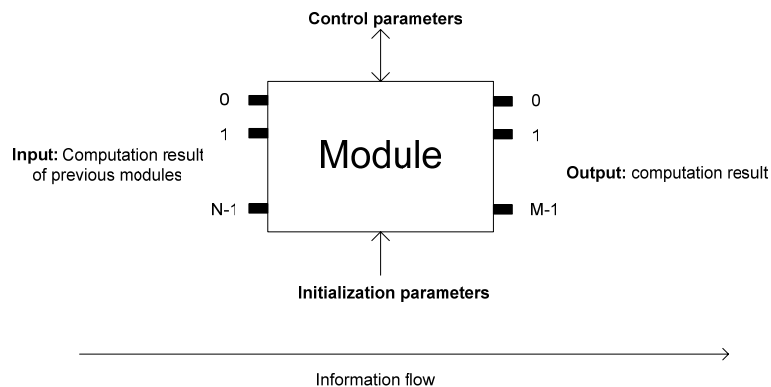 Control parameters
0
0
1
1
Module
Input: Computation result
of previous modules
Output: computation result
N-1
M-1
Initialization parameters
Information flow